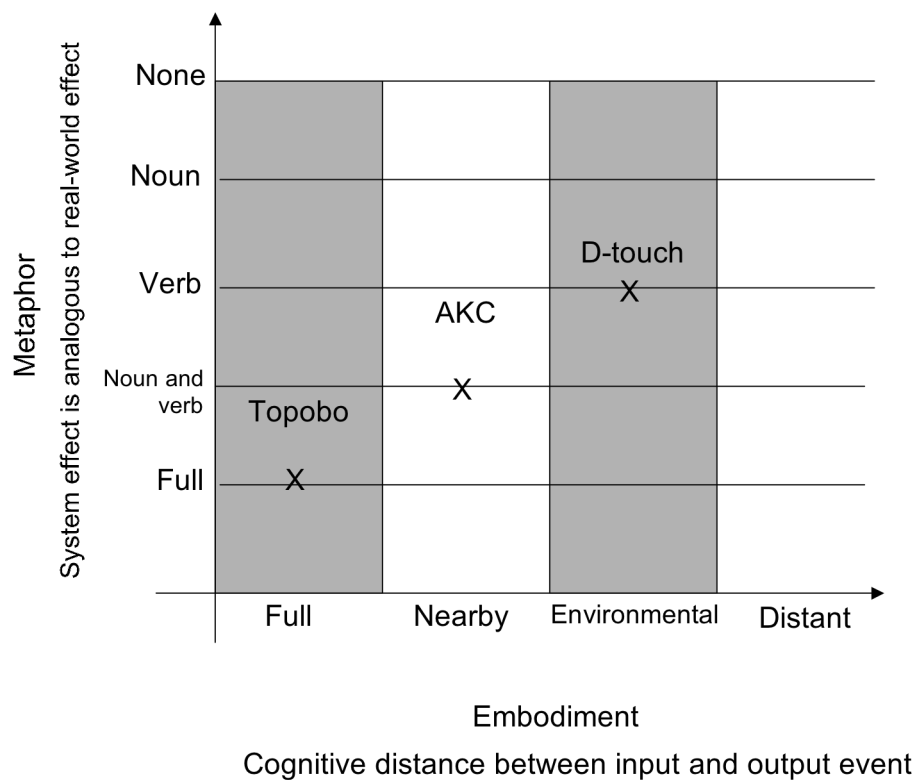 None
Noun
D-touch
Verb
X
AKC
Noun and
verb
X
Topobo
Full
X
Metaphor
System effect is analogous to real-world effect
Full
Nearby
Environmental
Distant
Embodiment
Cognitive distance between input and output event